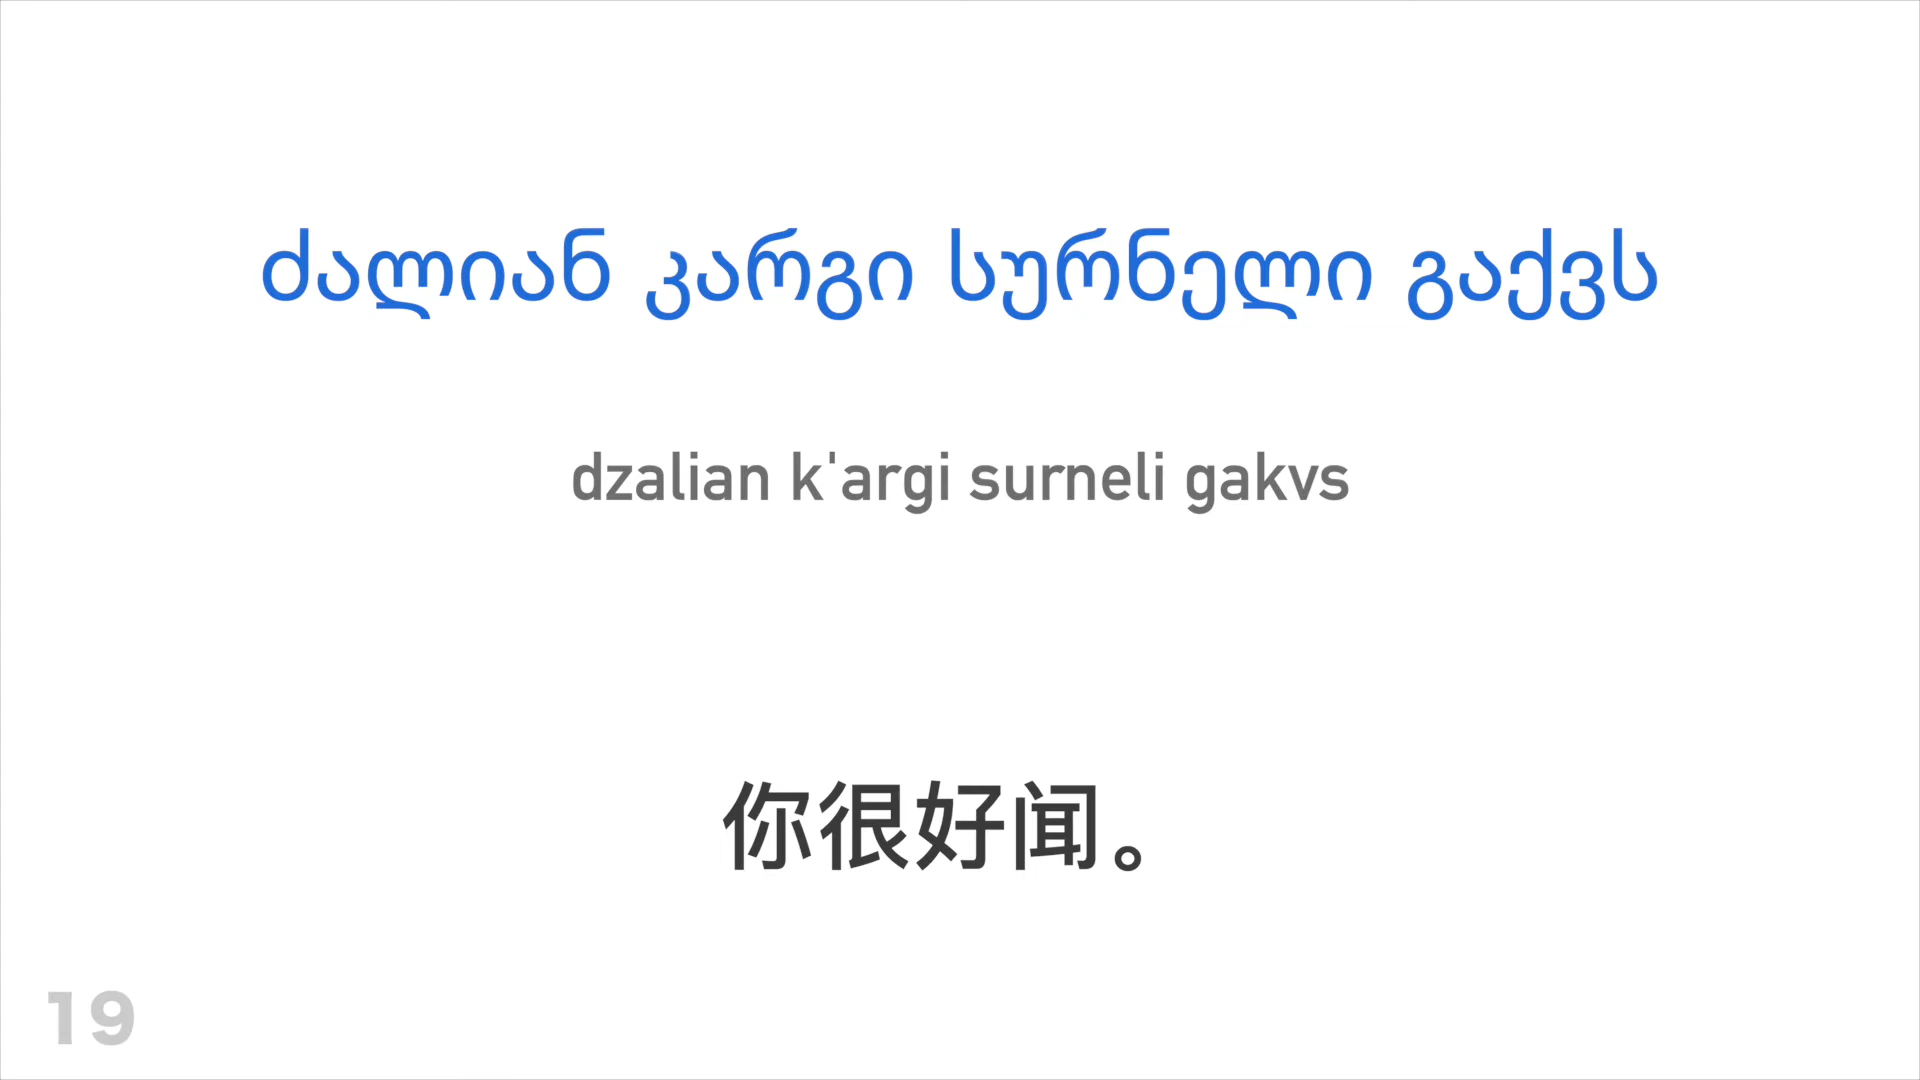 ძალიან კარგი სურნელი გაქვს
dzalian k'argi surneli gakvs
你很好闻。
19